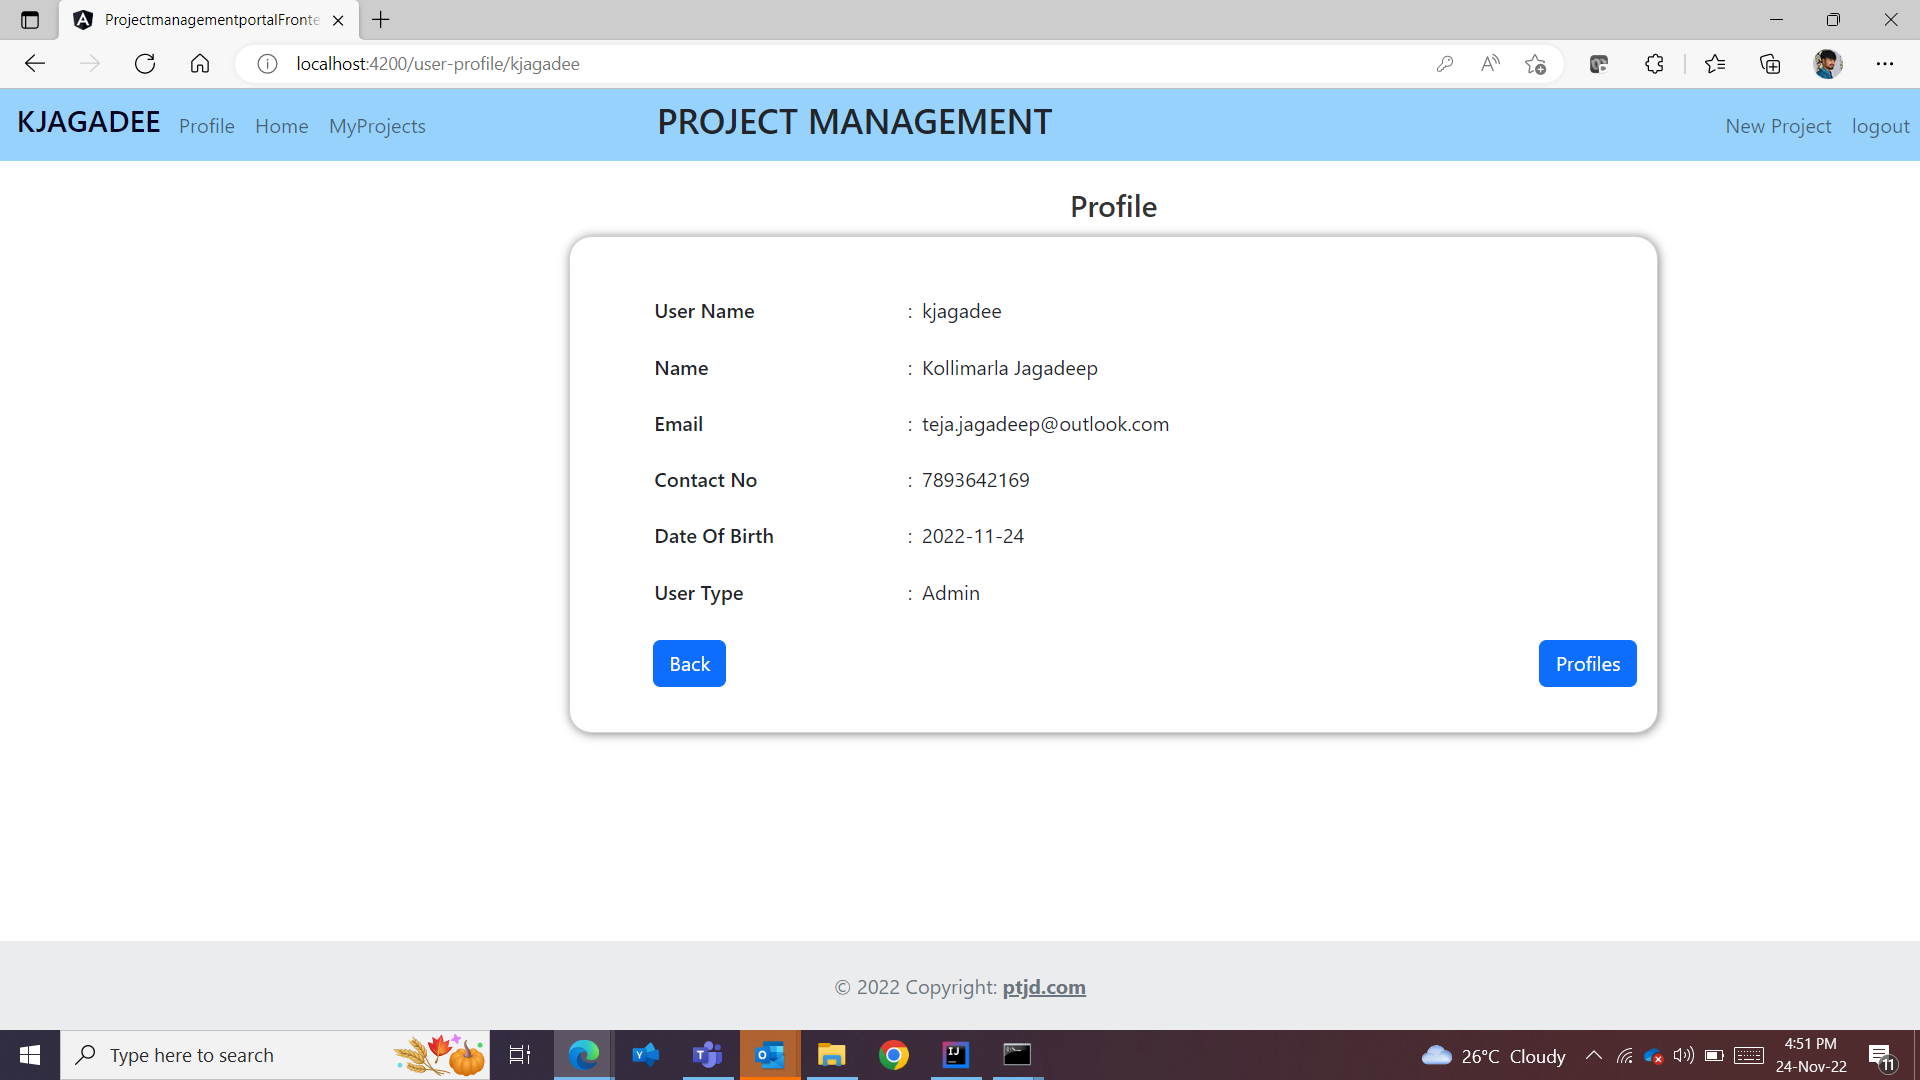 ProjectmanagementportalFronte
localhost:4200/user-profile/kjagadee
KJAGADEE Profile Home MyProjects PROJECT MANAGEMENT New Project logout
Profile
User Name : kjagadee
Name : Kollimarla Jagadeep
Email : teja.jagadeep@outlook.com
Contact No : 7893642169
Date Of Birth : 2022-11-24
User Type : Admin
Back Profiles
© 2022 Copyright: ptjd.com
Type here to search
26°C Cloudy
4:51 PM
24-Nov-22
11